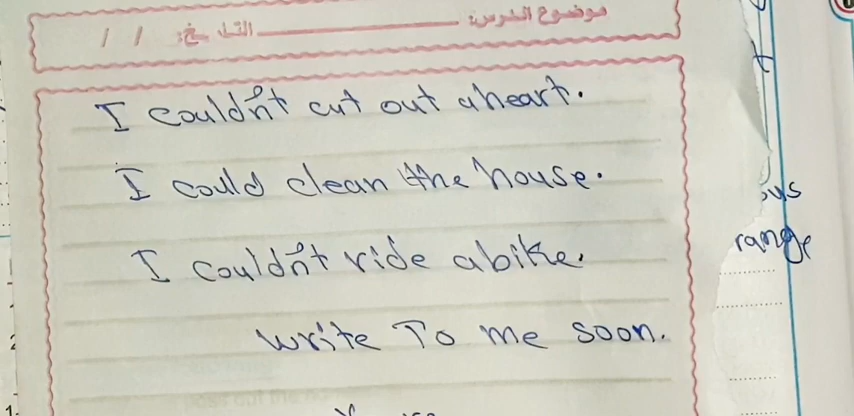 موضوع الدرس: التاريخ: / /
I couldn't cut out a heart.
I could clean the house.
I couldn't ride a bike.
write To me soon.
ous
range